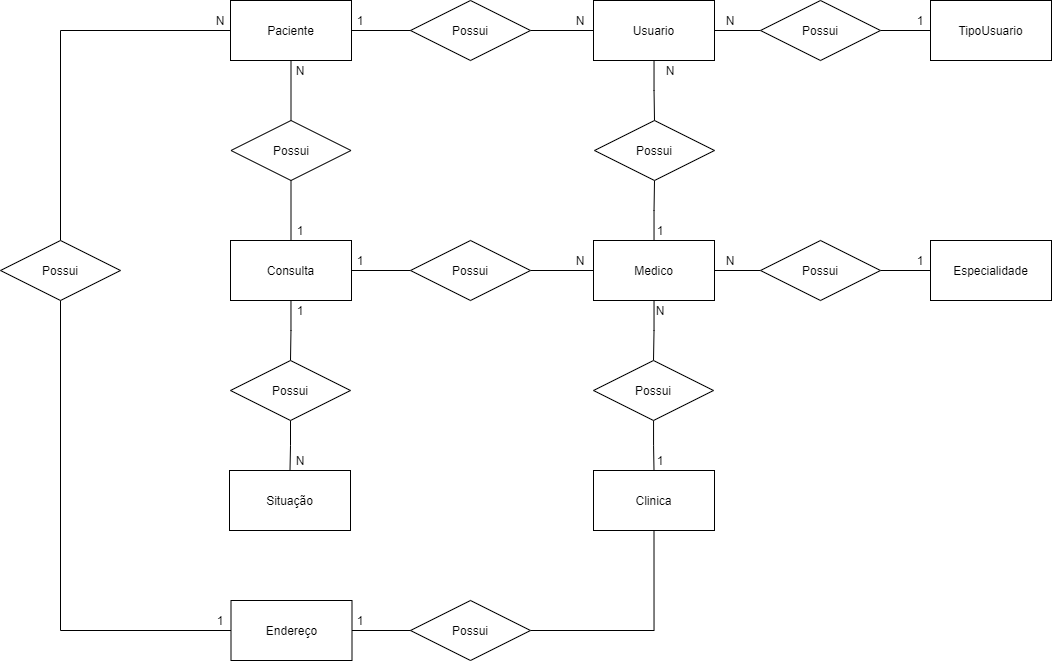 N
Paciente
1
Possui
N
Usuario
N
Possui
1
TipoUsuario
N
N
Possui
Possui
1
1
Possui
Consulta
1
Possui
N
Medico
N
Possui
1
Especialidade
1
N
Possui
Possui
N
1
Situação
Clinica
1
Endereço
1
Possui